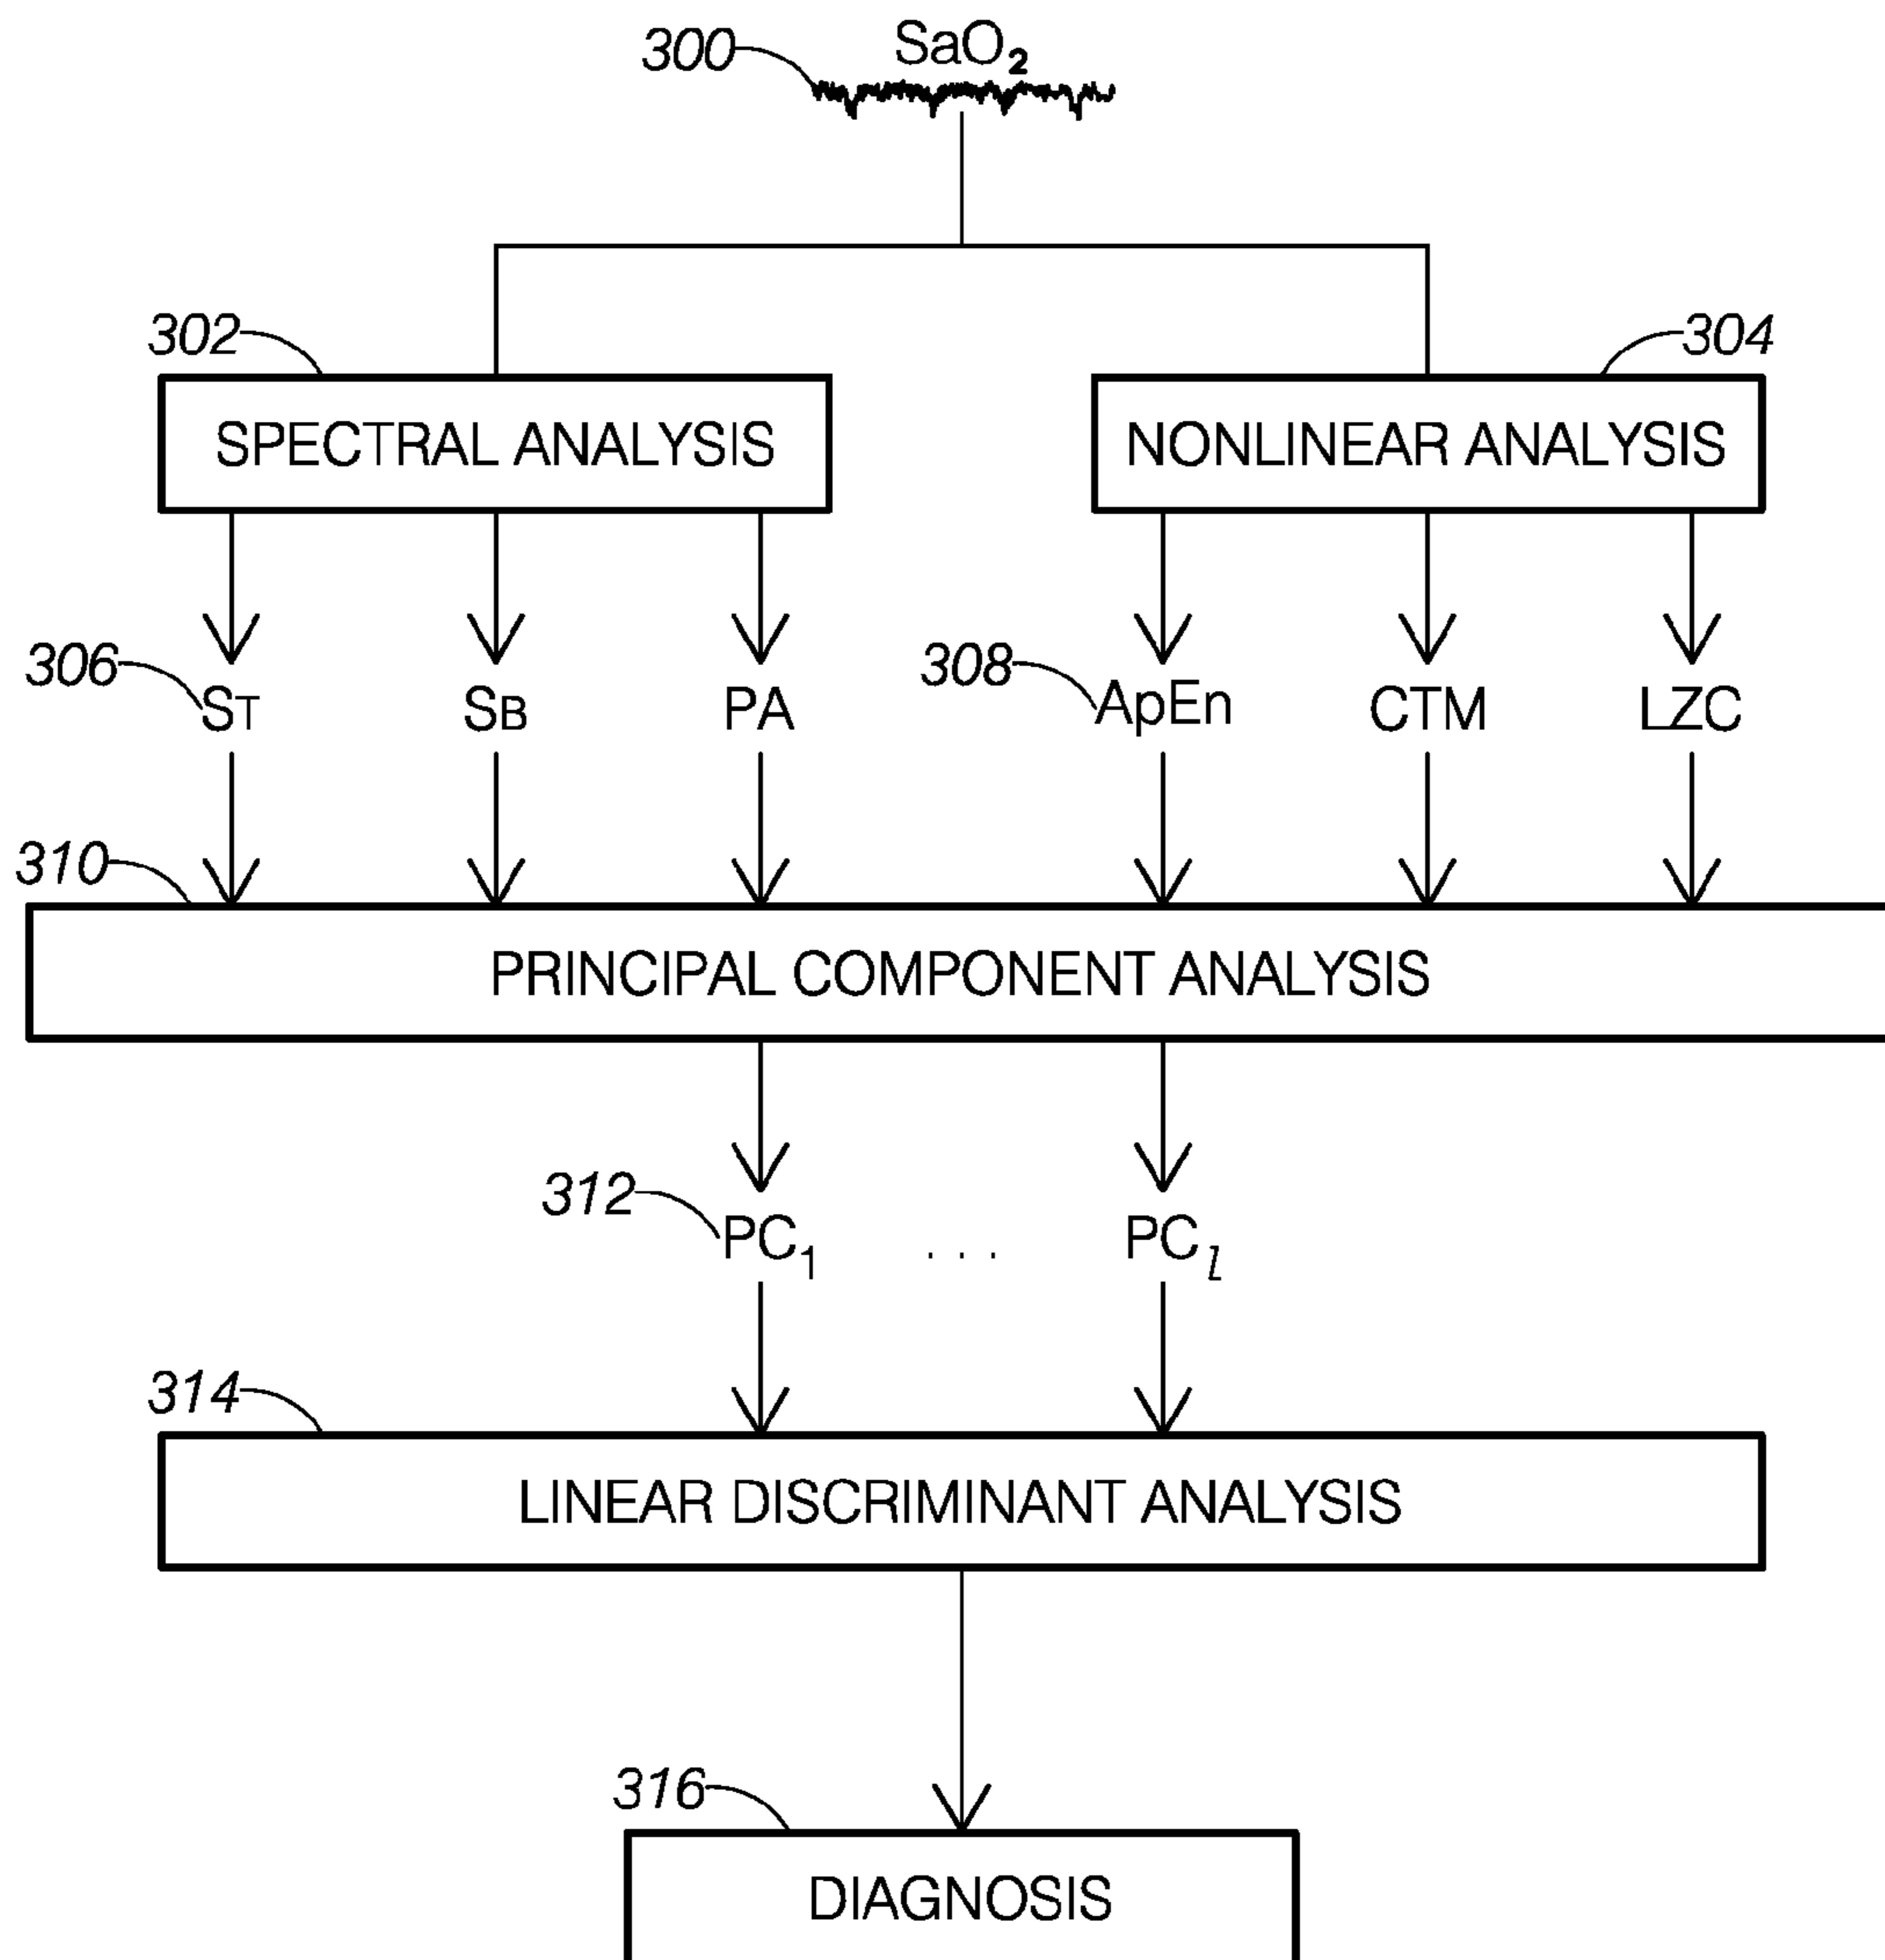 300 SaO2
302 304
SPECTRAL ANALYSIS NONLINEAR ANALYSIS
306 308
ST SB PA ApEn CTM LZC
310
PRINCIPAL COMPONENT ANALYSIS
312
PC1 . . . PCl
314
LINEAR DISCRIMINANT ANALYSIS
316
DIAGNOSIS